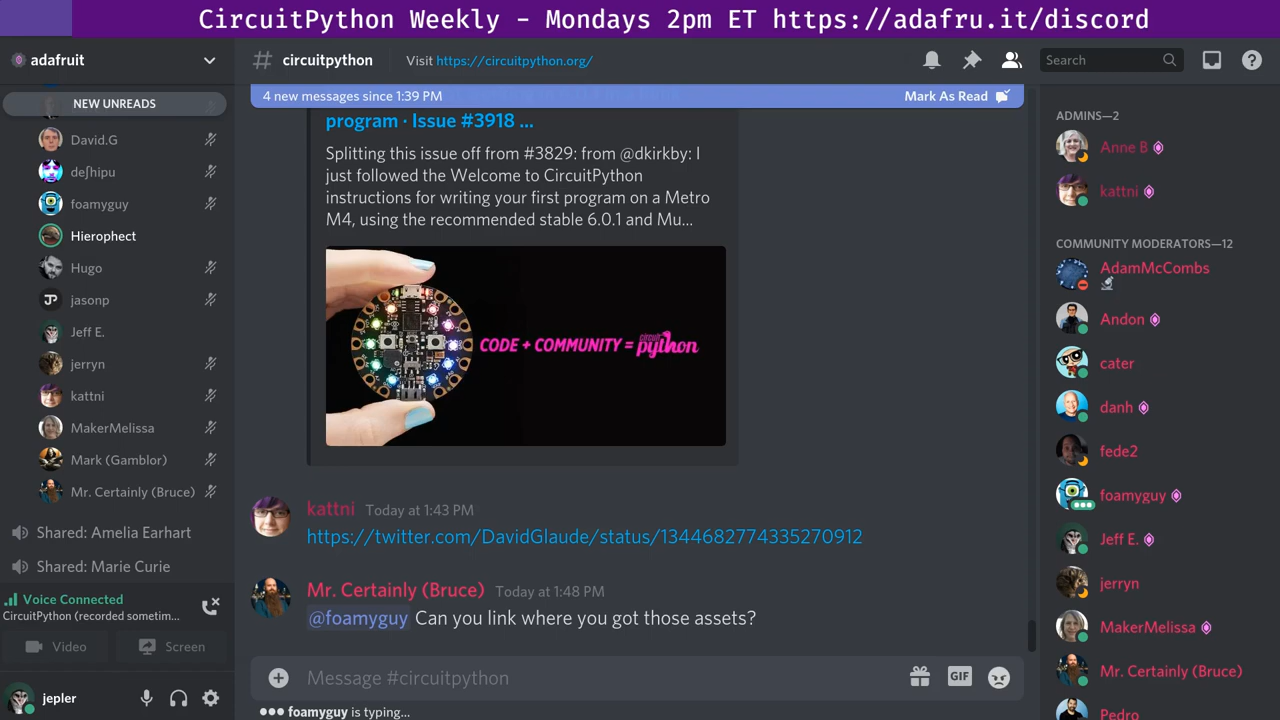 CircuitPython Weekly - Mondays 2pm ET https://adafru.it/discord
adafruit
NEW UNREADS
David.G
deʃhipu
foamyguy
Hierophect
Hugo
jasonp
JP
Jeff E.
jerryn
kattni
MakerMelissa
Mark (Gamblor)
Mr. Certainly (Bruce)
Shared: Amelia Earhart
Shared: Marie Curie
Voice Connected
CircuitPython (recorded sometim...
Video
Screen
jepler
# circuitpython
Visit https://circuitpython.org/
Search
4 new messages since 1:39 PM
Mark As Read
program · Issue #3918 ...
Splitting this issue off from #3829: from @dkirkby: I
just followed the Welcome to CircuitPython
instructions for writing your first program on a Metro
M4, using the recommended stable 6.0.1 and Mu...
CODE + COMMUNITY = circuit python
kattni Today at 1:43 PM
https://twitter.com/DavidGlaude/status/1344682774335270912
Mr. Certainly (Bruce) Today at 1:48 PM
@foamyguy Can you link where you got those assets?
Message #circuitpython
GIF
foamyguy is typing...
ADMINS—2
Anne B
kattni
COMMUNITY MODERATORS—12
AdamMcCombs
Andon
cater
danh
fede2
foamyguy
Jeff E.
jerryn
MakerMelissa
Mr. Certainly (Bruce)
Pedro